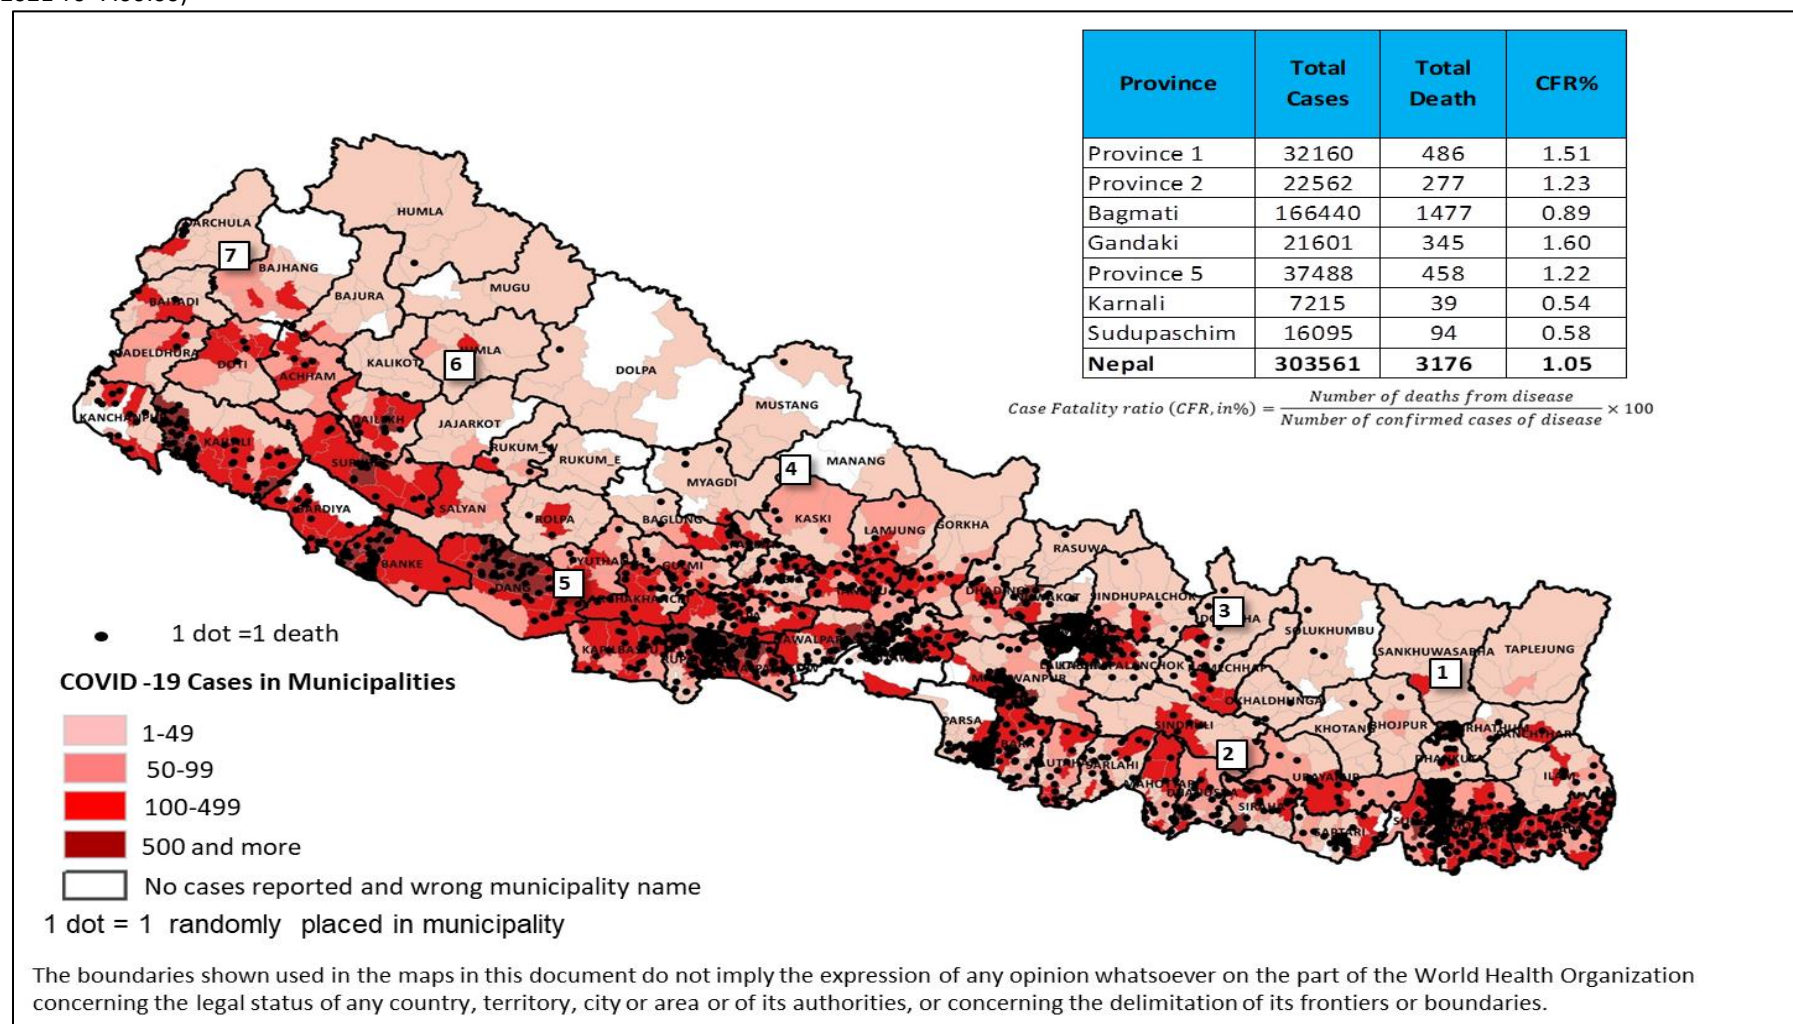 Province Total Cases Total Death CFR%
Province 1 32160 486 1.51
Province 2 22562 277 1.23
Bagmati 166440 1477 0.89
Gandaki 21601 345 1.60
Province 5 37488 458 1.22
Karnali 7215 39 0.54
Sudupaschim 16095 94 0.58
Nepal 303561 3176 1.05
Case Fatality ratio (CFR, in%) = Number of deaths from disease / Number of confirmed cases of disease × 100
HUMLA
DARCHULA
7
BAJHANG
MUGU
BAJURA
BAITADI
DADELDHURA
DOTI
ACHHAM
KALIKOT
6
DOLPA
MUSTANG
KANCHANPUR
DAILEKH
JAJARKOT
KAILALI
RUKUM_W
RUKUM_E
4
MANANG
MYAGDI
SALYAN
BARDIYA
ROLPA
BAGLUNG
KASKI
LAMJUNG
GORKHA
RASUWA
BANKE
DANG
5
GULMI
DHADING
SINDHUPALCHOK
3
SOLUKHUMBU
SANKHUWASABHA
TAPLEJUNG
1
RAMECHHAP
OKHALDHUNGA
PARSA
BARA
SINDHULI
KHOTANG
BHOJPUR
2
SARLAHI
DHANKUTA
UDAYAPUR
ILAM
SIRAHA
SAPTARI
1 dot =1 death
COVID -19 Cases in Municipalities
1-49
50-99
100-499
500 and more
No cases reported and wrong municipality name
1 dot = 1 randomly placed in municipality
The boundaries shown used in the maps in this document do not imply the expression of any opinion whatsoever on the part of the World Health Organization
concerning the legal status of any country, territory, city or area or of its authorities, or concerning the delimitation of its frontiers or boundaries.